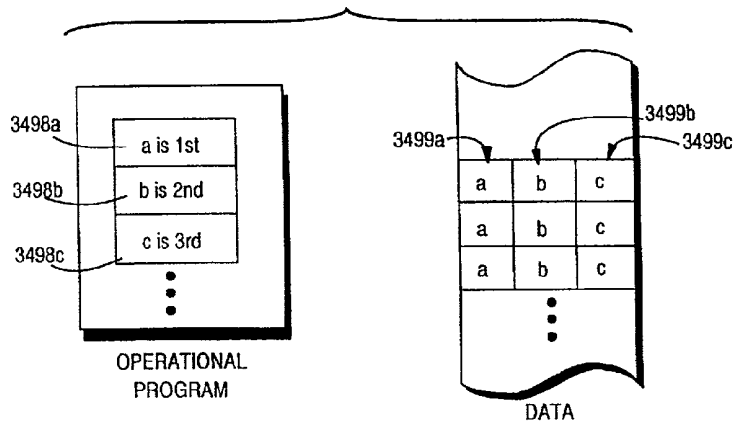 3498a
a is 1st
3498b
b is 2nd
3498c
c is 3rd
OPERATIONAL
PROGRAM
3499a
3499b
3499c
a b c
a b c
a b c
DATA